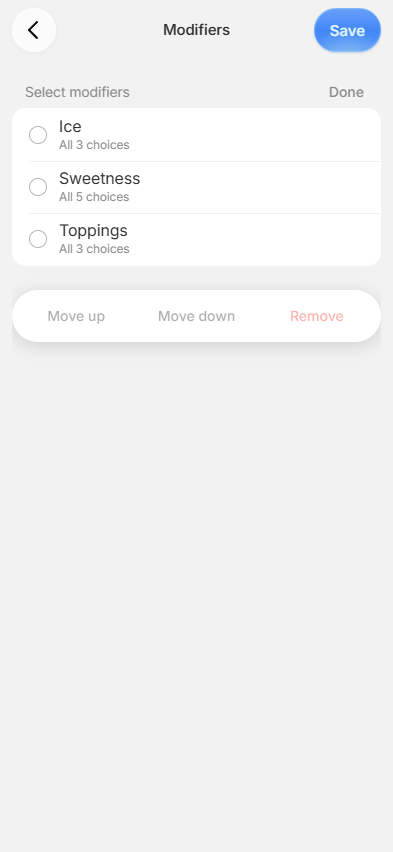 Modifiers
Save
Select modifiers
Done
Ice
All 3 choices
Sweetness
All 5 choices
Toppings
All 3 choices
Move up
Move down
Remove